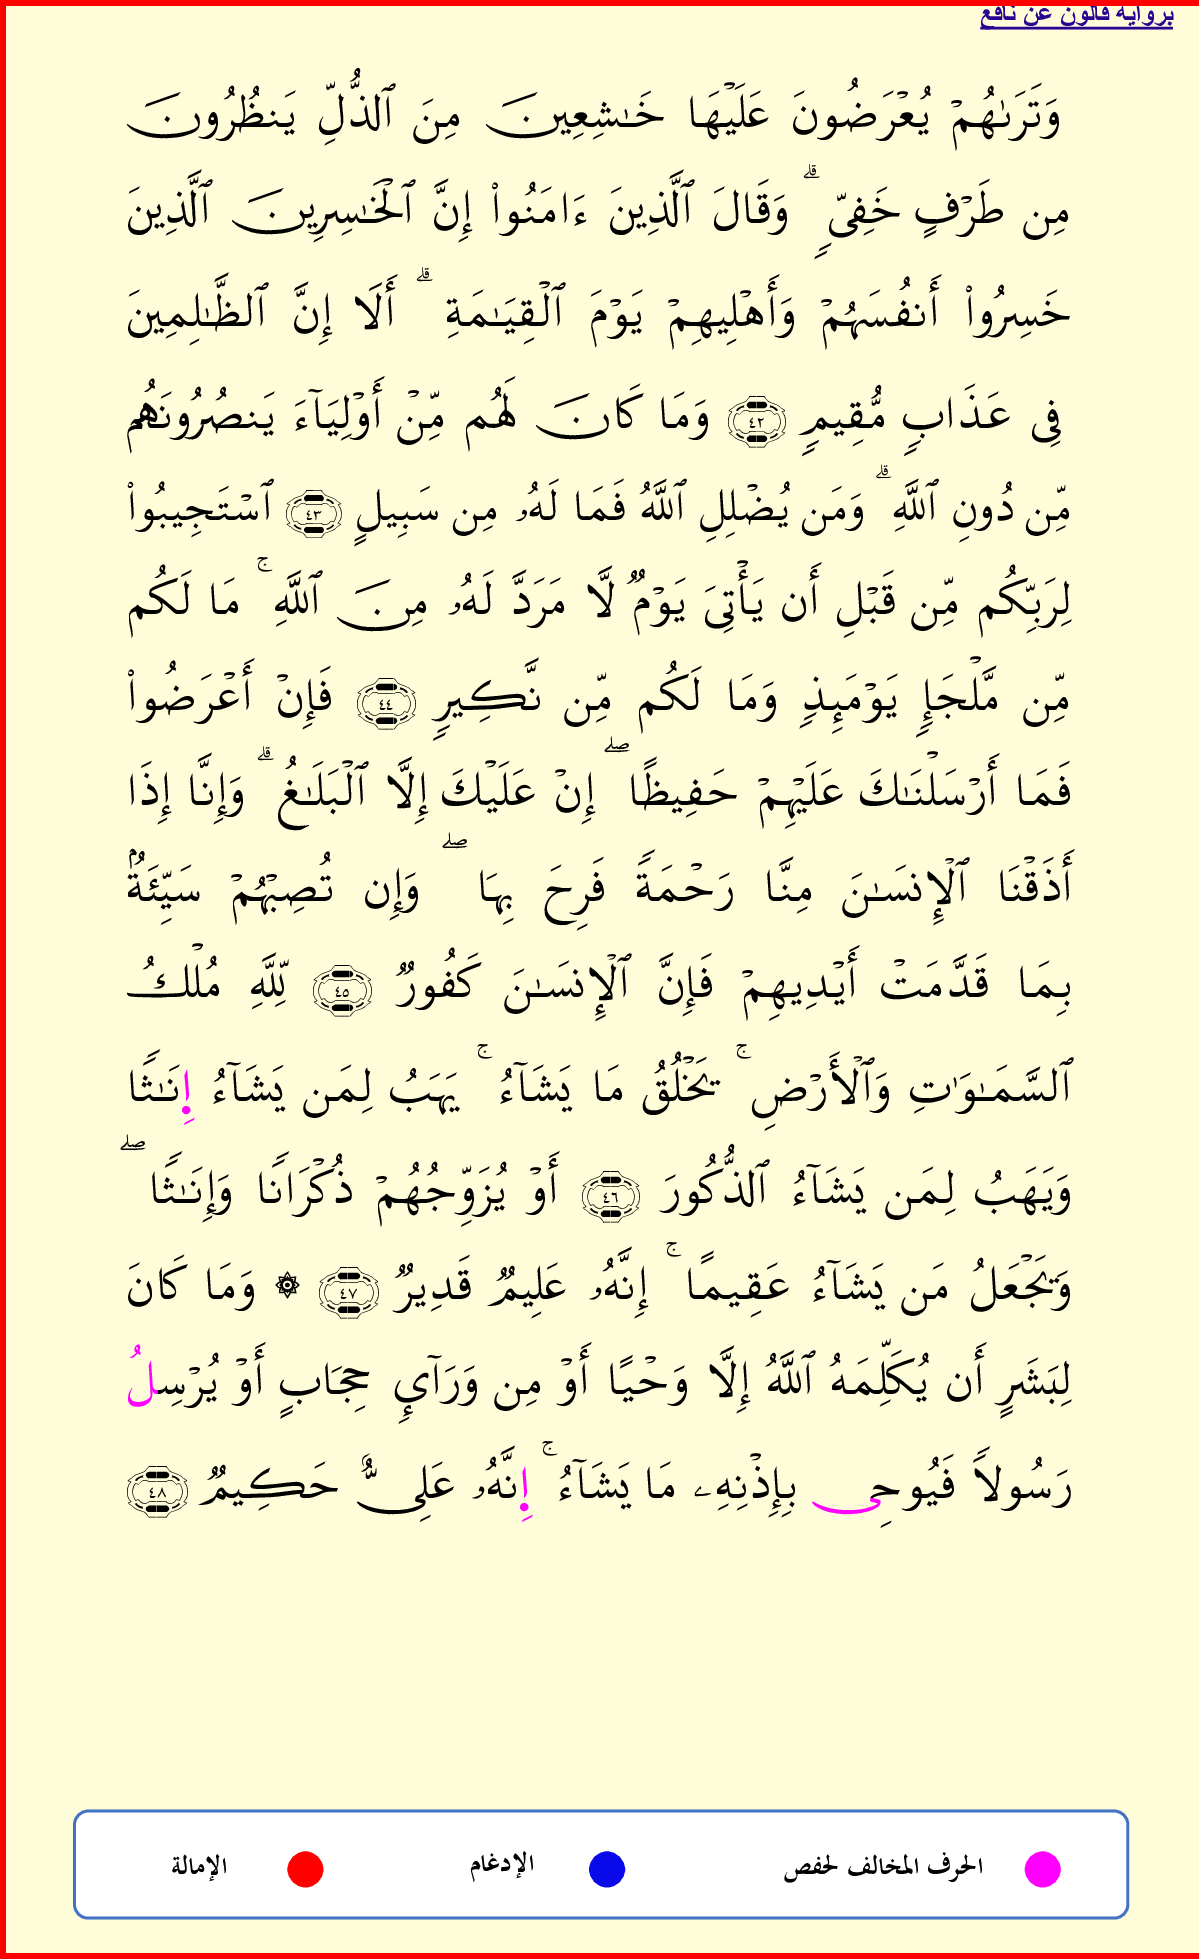 برواية قالون عن نافع
وَتَرَىٰهُمْ يُعْرَضُونَ عَلَيْهَا خَٰشِعِينَ مِنَ ٱلذُّلِّ يَنظُرُونَ
مِن طَرْفٍ خَفِىّٖ ۗ وَقَالَ ٱلَّذِينَ ءَامَنُواْ إِنَّ ٱلْخَٰسِرِينَ ٱلَّذِينَ
خَسِرُواْ أَنفُسَهُمْ وَأَهْلِيهِمْ يَوْمَ ٱلْقِيَٰمَةِ ۗ أَلَا إِنَّ ٱلظَّٰلِمِينَ
فِى عَذَابٖ مُّقِيمٖ ٤٢ وَمَا كَانَ لَهُم مِّنْ أَوْلِيَآءَ يَنصُرُونَهُم
مِّن دُونِ ٱللَّهِ ۗ وَمَن يُضْلِلِ ٱللَّهُ فَمَا لَهُۥ مِن سَبِيلٍ ٤٣ ٱسْتَجِيبُواْ
لِرَبِّكُم مِّن قَبْلِ أَن يَأْتِىَ يَوْمٞ لَّا مَرَدَّ لَهُۥ مِنَ ٱللَّهِ ۚ مَا لَكُم
مِّن مَّلْجَإٖ يَوْمَئِذٖ وَمَا لَكُم مِّن نَّكِيرٖ ٤٤ فَإِنْ أَعْرَضُواْ
فَمَا أَرْسَلْنَٰكَ عَلَيْهِمْ حَفِيظًا ۖ إِنْ عَلَيْكَ إِلَّا ٱلْبَلَٰغُ ۗ وَإِنَّا إِذَا
أَذَقْنَا ٱلْإِنسَٰنَ مِنَّا رَحْمَةٗ فَرِحَ بِهَا ۖ وَإِن تُصِبْهُمْ سَيِّئَةُۢ
بِمَا قَدَّمَتْ أَيْدِيهِمْ فَإِنَّ ٱلْإِنسَٰنَ كَفُورٞ ٤٥ لِّلَّهِ مُلْكُ
ٱلسَّمَٰوَٰتِ وَٱلْأَرْضِ ۚ يَخْلُقُ مَا يَشَآءُ ۚ يَهَبُ لِمَن يَشَآءُ إِنَٰثٗا
وَيَهَبُ لِمَن يَشَآءُ ٱلذُّكُورَ ٤٦ أَوْ يُزَوِّجُهُمْ ذُكْرَانٗا وَإِنَٰثٗا ۖ
وَيَجْعَلُ مَن يَشَآءُ عَقِيمًا ۚ إِنَّهُۥ عَلِيمٞ قَدِيرٞ ٤٧ ۞ وَمَا كَانَ
لِبَشَرٍ أَن يُكَلِّمَهُ ٱللَّهُ إِلَّا وَحْيًا أَوْ مِن وَرَآىِٕ حِجَابٍ أَوْ يُرْسِلُ
رَسُولٗا فَيُوحِى بِإِذْنِهِۦ مَا يَشَآءُ ۚ إِنَّهُۥ عَلِىٌّ حَكِيمٞ ٤٨
الحرف المخالف لحفص الإدغام الإمالة